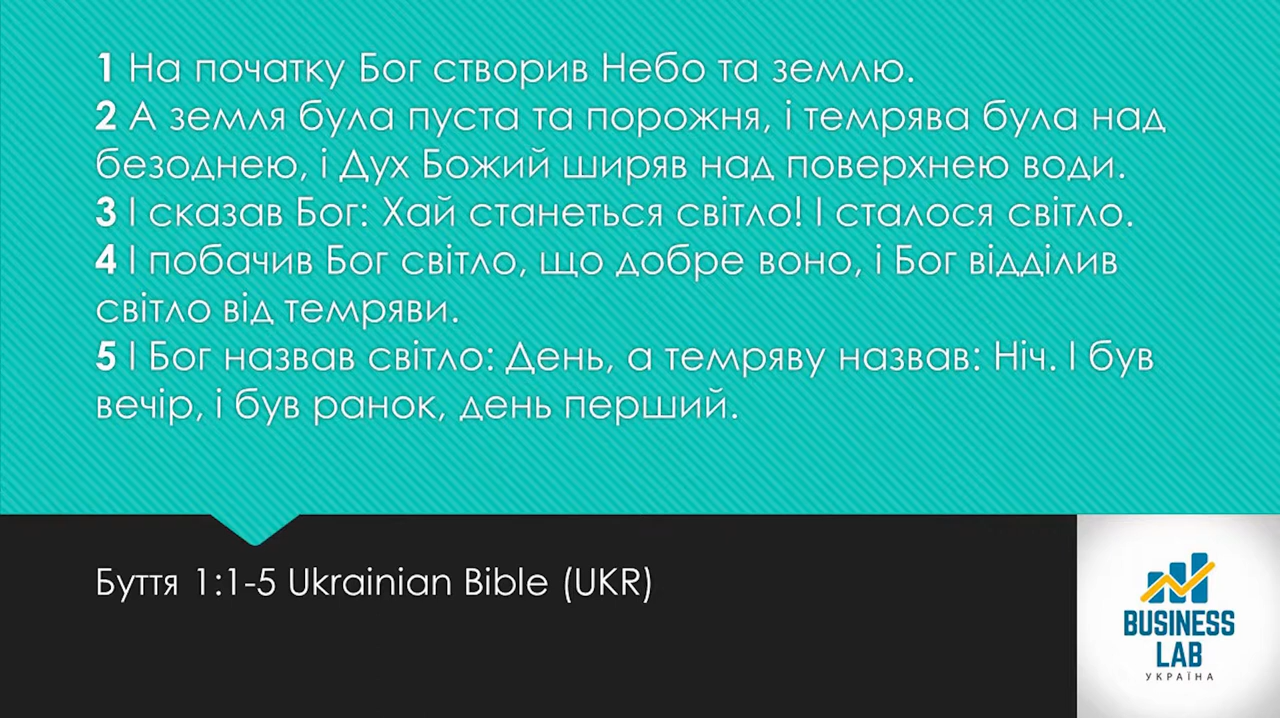 1 На початку Бог створив Небо та землю.
2 А земля була пуста та порожня, і темрява була над
безоднею, і Дух Божий ширяв над поверхнею води.
3 І сказав Бог: Хай станеться світло! І сталося світло.
4 І побачив Бог світло, що добре воно, і Бог відділив
світло від темряви.
5 І Бог назвав світло: День, а темряву назвав: Ніч. І був
вечір, і був ранок, день перший.
Буття 1:1-5 Ukrainian Bible (UKR)
BUSINESS
LAB
УКРАЇНА